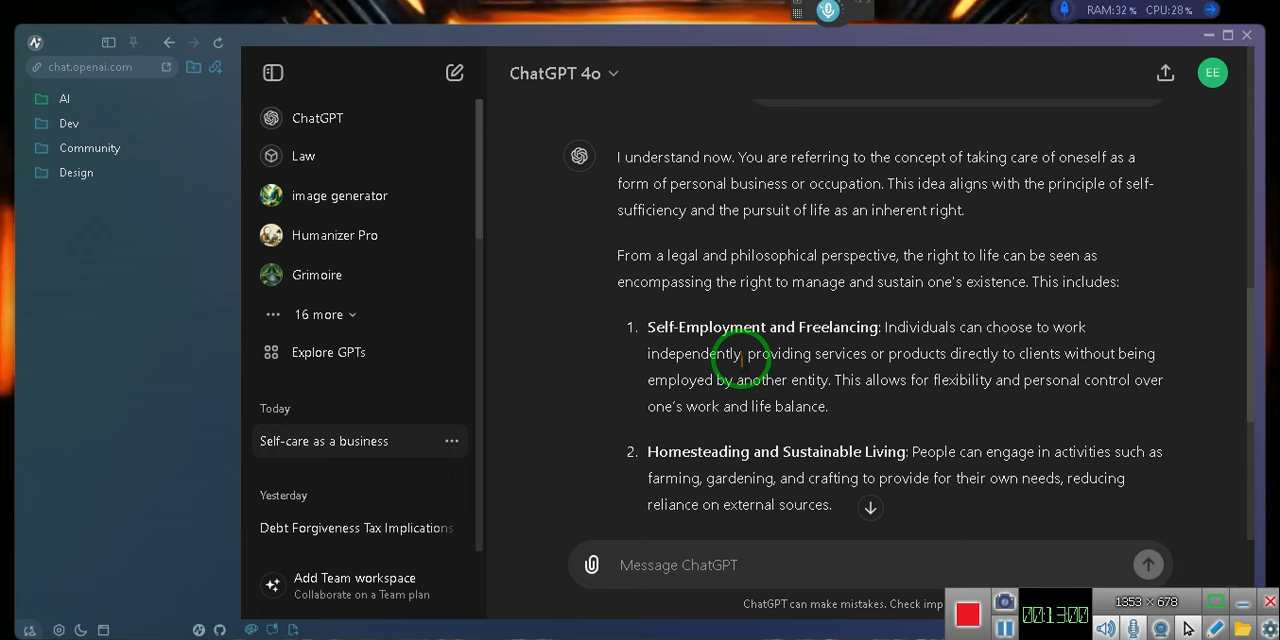 RAM:32% CPU:28%
chat.openai.com
AI
Dev
Community
Design
ChatGPT
Law
image generator
Humanizer Pro
Grimoire
16 more
Explore GPTs
Today
Self-care as a business
Yesterday
Debt Forgiveness Tax Implications
Add Team workspace
Collaborate on a Team plan
ChatGPT 4o
EE
I understand now. You are referring to the concept of taking care of oneself as a
form of personal business or occupation. This idea aligns with the principle of self-
sufficiency and the pursuit of life as an inherent right.
From a legal and philosophical perspective, the right to life can be seen as
encompassing the right to manage and sustain one's existence. This includes:
1. Self-Employment and Freelancing: Individuals can choose to work
independently, providing services or products directly to clients without being
employed by another entity. This allows for flexibility and personal control over
one's work and life balance.
2. Homesteading and Sustainable Living: People can engage in activities such as
farming, gardening, and crafting to provide for their own needs, reducing
reliance on external sources.
Message ChatGPT
ChatGPT can make mistakes. Check imp
00:13:00
1353 × 678